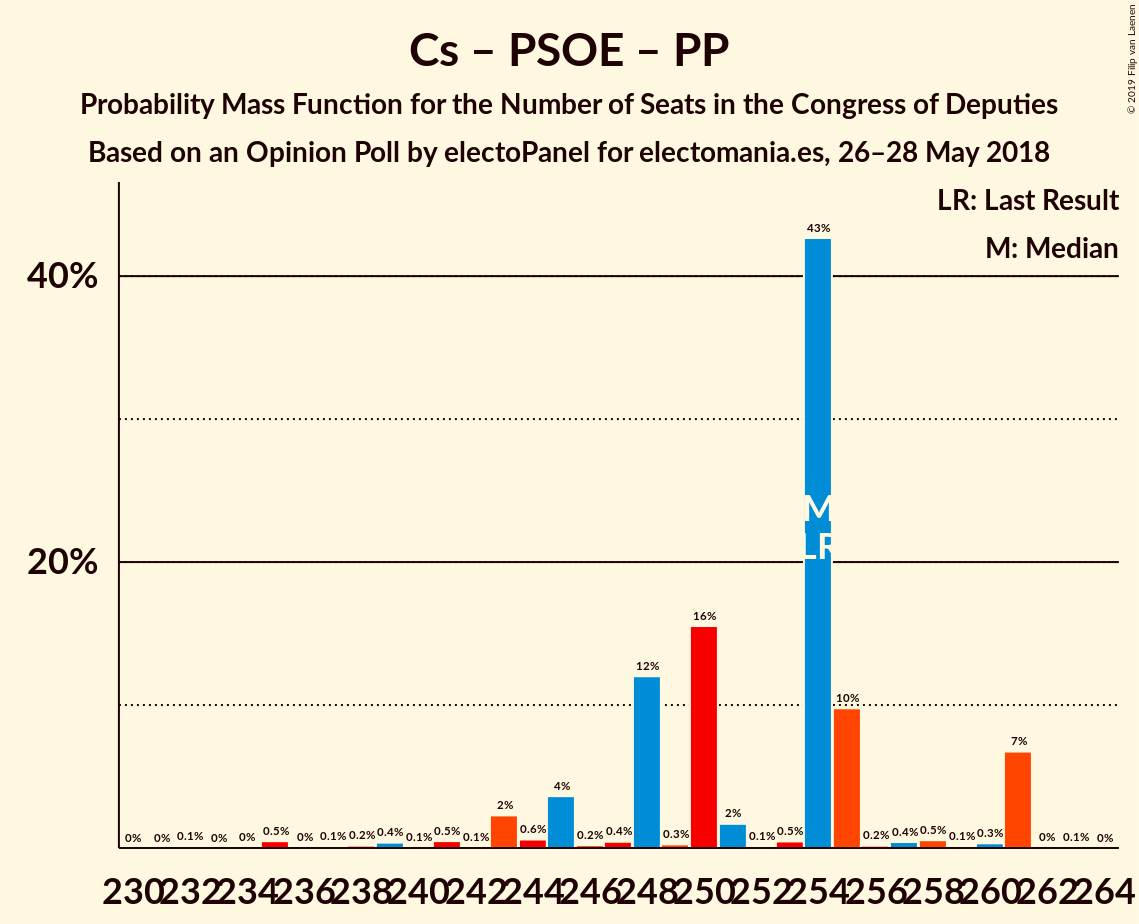 Cs – PSOE – PP
Probability Mass Function for the Number of Seats in the Congress of Deputies
Based on an Opinion Poll by electoPanel for electomania.es, 26–28 May 2018
© 2019 Filip van Laenen
LR: Last Result
M: Median
40%
20%
0% 0% 0.1% 0% 0% 0.5% 0% 0.1% 0.2% 0.4% 0.1% 0.5% 0.1% 2% 0.6% 4% 0.2% 0.4% 12% 0.3% 16% 2% 0.1% 0.5% 43% 10% 0.2% 0.4% 0.5% 0.1% 0.3% 7% 0% 0.1% 0%
M
LR
230 232 234 236 238 240 242 244 246 248 250 252 254 256 258 260 262 264